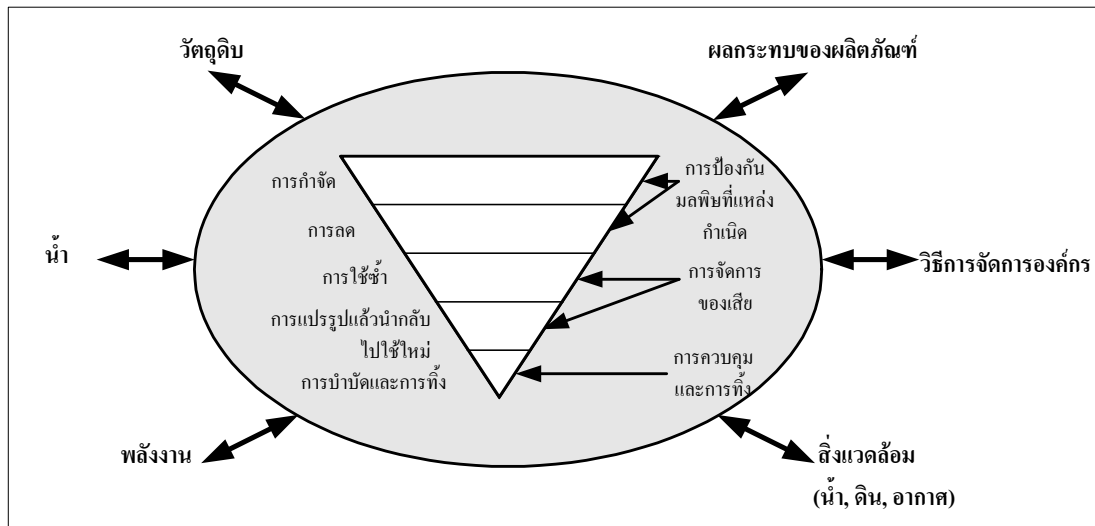 วัตถุดิบ
ผลกระทบของผลิตภัณฑ์
การกำจัด
การป้องกัน
มลพิษที่แหล่ง
กำเนิด
การลด
น้ำ
การใช้ซ้ำ
การจัดการ
ของเสีย
วิธีการจัดการองค์กร
การแปรรูปแล้วนำกลับ
ไปใช้ใหม่
การบำบัดและการทิ้ง
การควบคุม
และการทิ้ง
พลังงาน
สิ่งแวดล้อม
(น้ำ, ดิน, อากาศ)